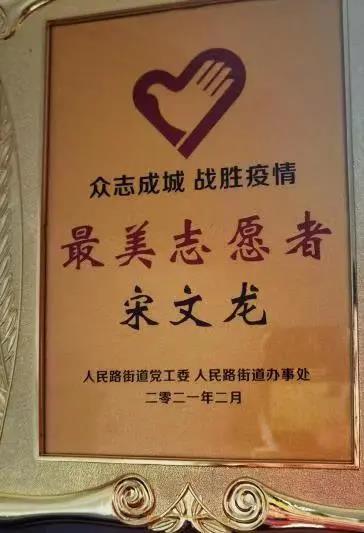 众志成城 战胜疫情
最美志愿者
宋文龙
人民路街道党工委 人民路街道办事处
二零二一年二月